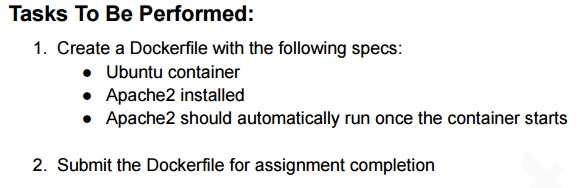 Tasks To Be Performed:
1. Create a Dockerfile with the following specs:
● Ubuntu container
● Apache2 installed
● Apache2 should automatically run once the container starts
2. Submit the Dockerfile for assignment completion